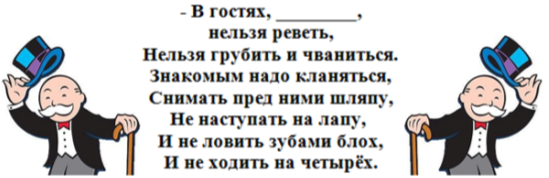 - В гостях, ________,
нельзя реветь,
Нельзя грубить и чваниться.
Знакомым надо кланяться,
Снимать пред ними шляпу,
Не наступать на лапу,
И не ловить зубами блох,
И не ходить на четырёх.